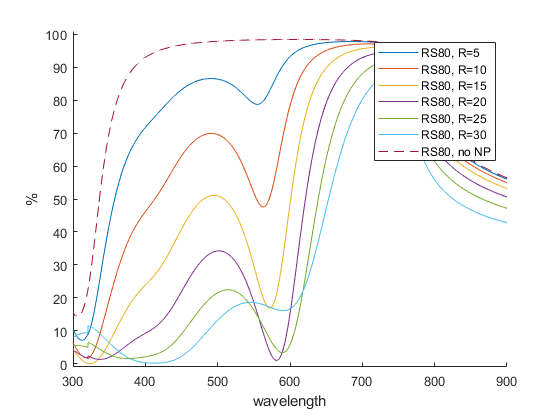 100
90
80
70
60
50
40
30
20
10
0
%
300 400 500 600 700 800 900
wavelength
RS80, R=5
RS80, R=10
RS80, R=15
RS80, R=20
RS80, R=25
RS80, R=30
RS80, no NP